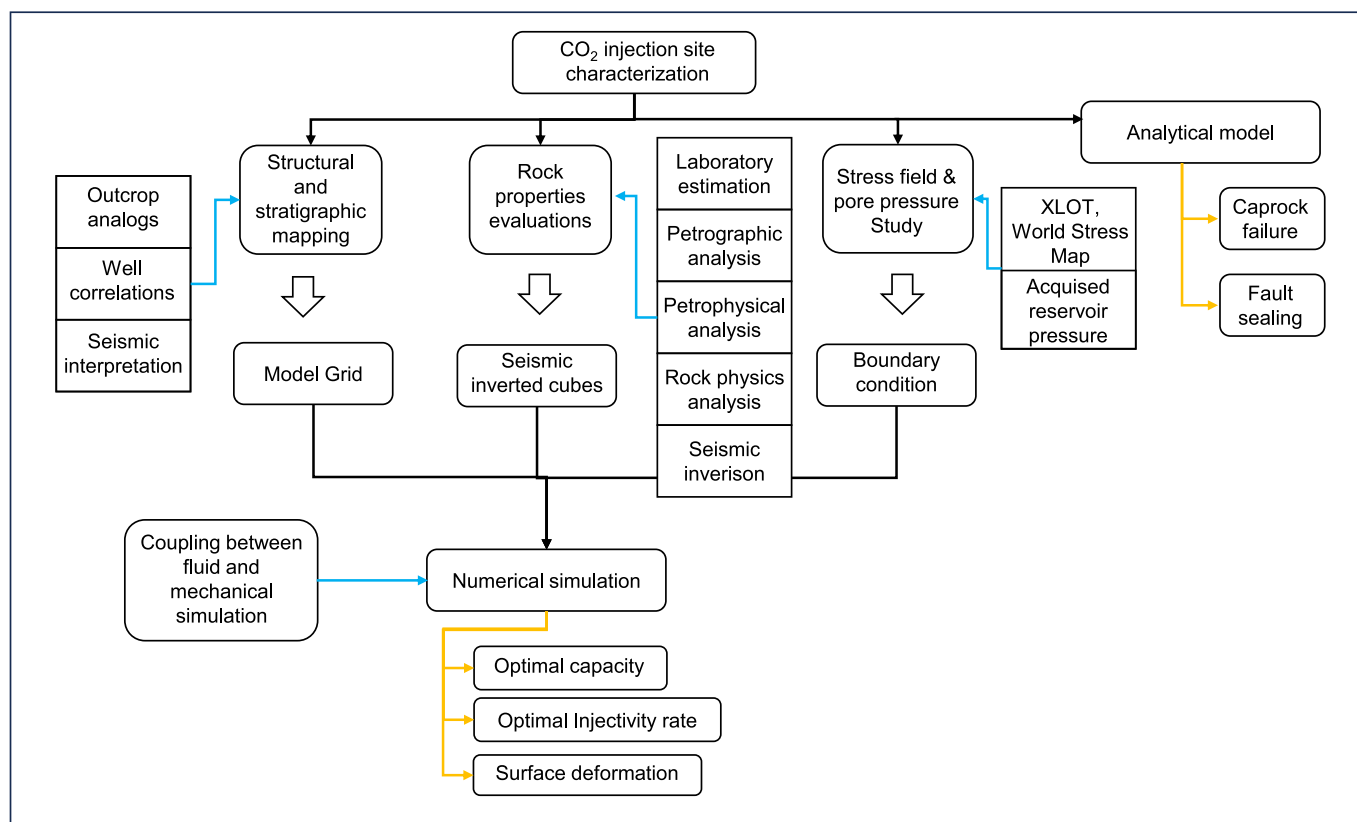 CO₂ injection site
characterization
Analytical model
Structural
and
stratigraphic
mapping
Rock
properties
evaluations
Laboratory
estimation
Petrographic
analysis
Petrophysical
analysis
Rock physics
analysis
Seismic
inverison
Stress field &
pore pressure
Study
Outcrop
analogs
Well
correlations
Seismic
interpretation
XLOT,
World Stress
Map
Acquised
reservoir
pressure
Caprock
failure
Fault
sealing
Model Grid
Seismic
inverted cubes
Boundary
condition
Coupling between
fluid and
mechanical
simulation
Numerical simulation
Optimal capacity
Optimal Injectivity rate
Surface deformation